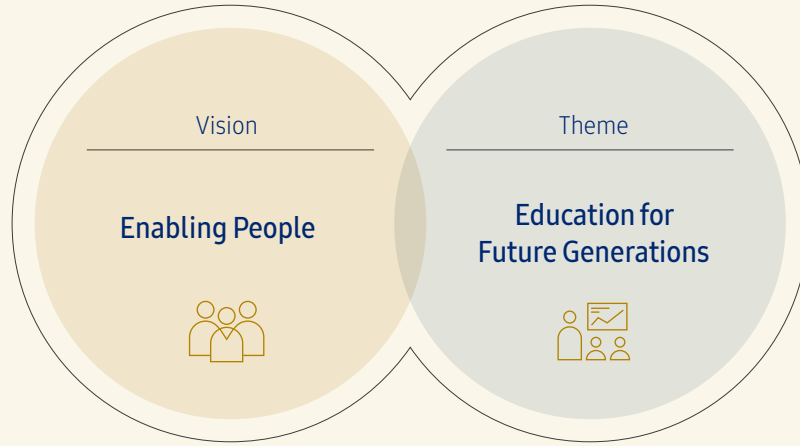 Vision
Enabling People
Theme
Education for
Future Generations